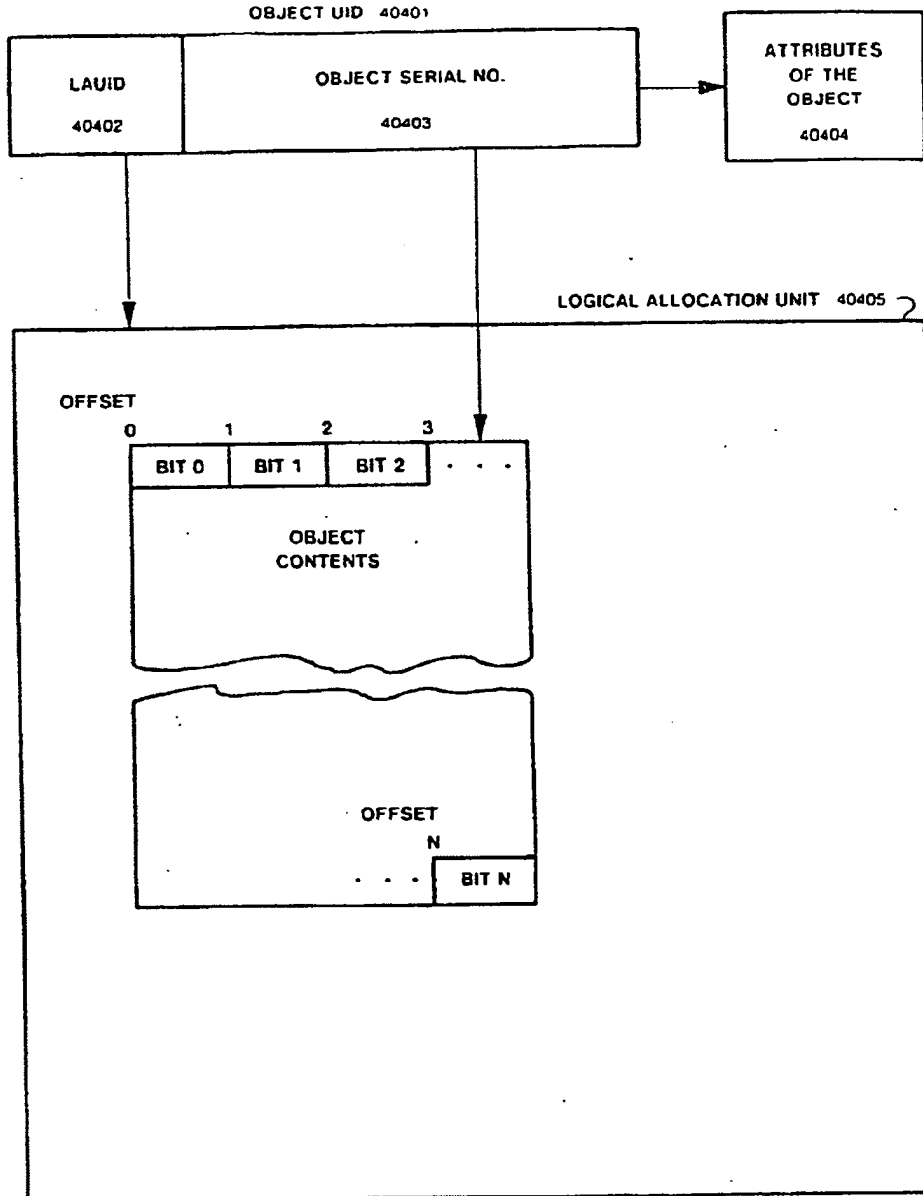 OBJECT UID 40401
LAUID
40402
OBJECT SERIAL NO.
40403
ATTRIBUTES
OF THE
OBJECT
40404
LOGICAL ALLOCATION UNIT 40405
OFFSET
0 1 2 3
BIT 0 BIT 1 BIT 2 . . .
OBJECT
CONTENTS
OFFSET
N
. . . BIT N